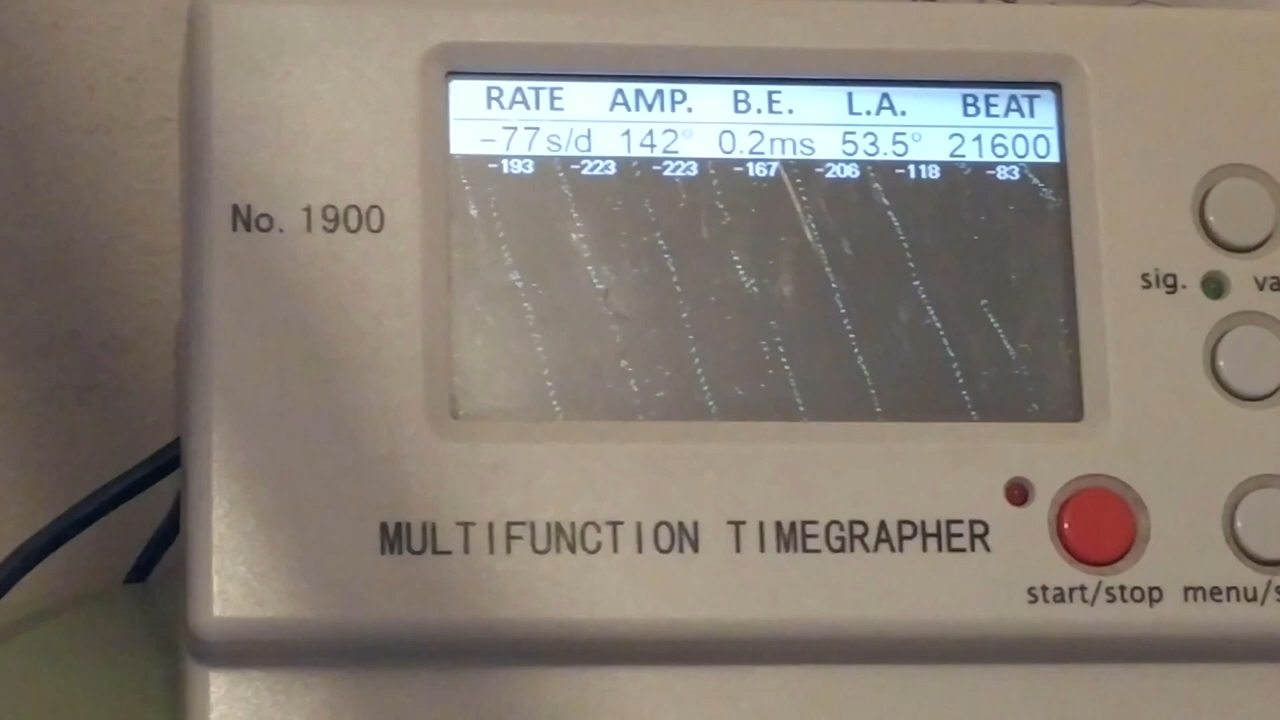 RATE AMP. B.E. L.A. BEAT
-77s/d 142° 0.2ms 53.5° 21600
-193 -223 -223 -167 -206 -118 -83
No. 1900
sig.
MULTIFUNCTION TIMEGRAPHER
start/stop menu/s